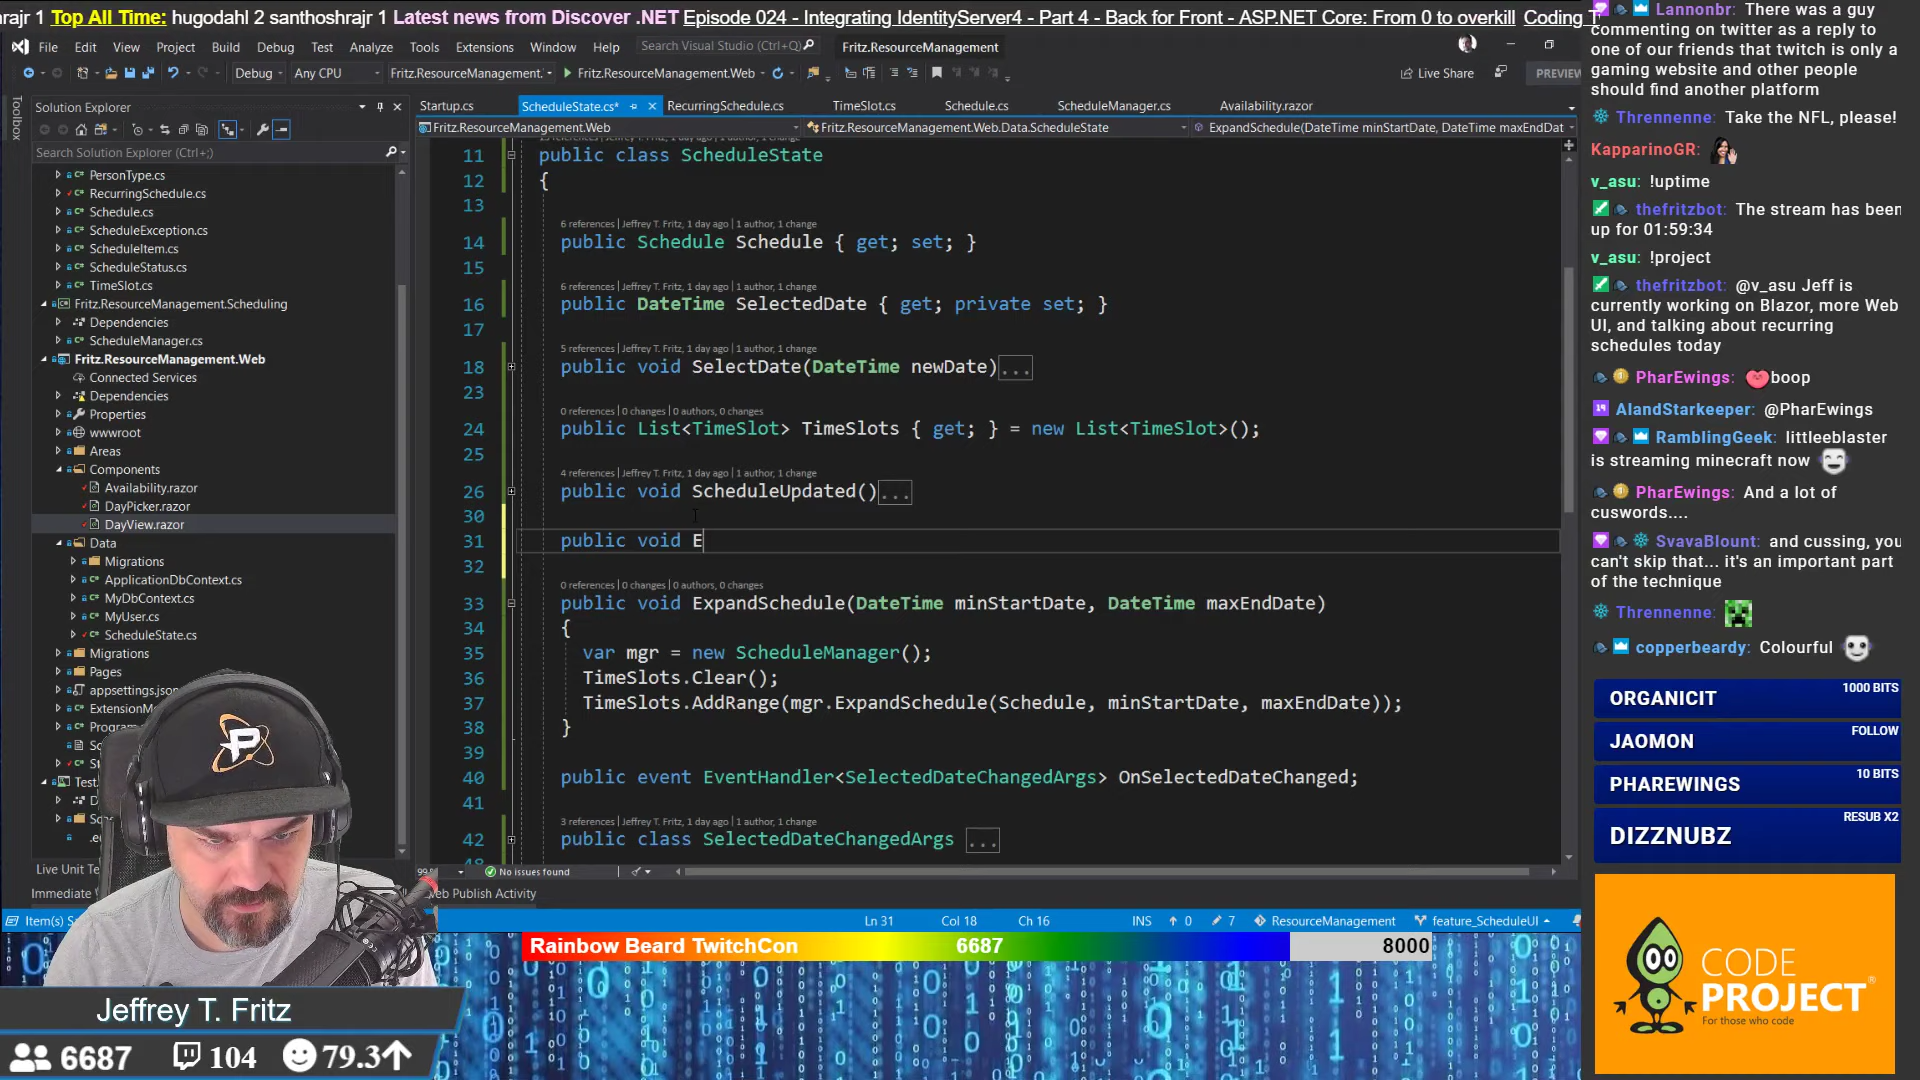 rajr 1 Top All Time: hugodahl 2 santhoshrajr 1 Latest news from Discover .NET Episode 024 - Integrating IdentityServer4 - Part 4 - Back for Front - ASP.NET Core: From 0 to overkill Coding T
File Edit View Project Build Debug Test Analyze Tools Extensions Window Help Search Visual Studio (Ctrl+Q) Fritz.ResourceManagement
Debug Any CPU Fritz.ResourceManagement. Fritz.ResourceManagement.Web Live Share PREVIEW
Toolbox
Solution Explorer
Search Solution Explorer (Ctrl+;)
PersonType.cs
RecurringSchedule.cs
Schedule.cs
ScheduleException.cs
ScheduleItem.cs
ScheduleStatus.cs
TimeSlot.cs
Fritz.ResourceManagement.Scheduling
Dependencies
ScheduleManager.cs
Fritz.ResourceManagement.Web
Connected Services
Dependencies
Properties
wwwroot
Areas
Components
Availability.razor
DayPicker.razor
DayView.razor
Data
Migrations
ApplicationDbContext.cs
MyDbContext.cs
MyUser.cs
ScheduleState.cs
Migrations
Pages
appsettings.json
ExtensionM
Progra
Live Unit Te
Immediate
Startup.cs ScheduleState.cs* RecurringSchedule.cs TimeSlot.cs Schedule.cs ScheduleManager.cs Availability.razor
Fritz.ResourceManagement.Web Fritz.ResourceManagement.Web.Data.ScheduleState ExpandSchedule(DateTime minStartDate, DateTime maxEndDat
11 public class ScheduleState
12 {
13
6 references | Jeffrey T. Fritz, 1 day ago | 1 author, 1 change
14 public Schedule Schedule { get; set; }
15
6 references | Jeffrey T. Fritz, 1 day ago | 1 author, 1 change
16 public DateTime SelectedDate { get; private set; }
17
5 references | Jeffrey T. Fritz, 1 day ago | 1 author, 1 change
18 public void SelectDate(DateTime newDate)...
23
0 references | 0 changes | 0 authors, 0 changes
24 public List<TimeSlot> TimeSlots { get; } = new List<TimeSlot>();
25
4 references | Jeffrey T. Fritz, 1 day ago | 1 author, 1 change
26 public void ScheduleUpdated()...
30
31 public void E
32
0 references | 0 changes | 0 authors, 0 changes
33 public void ExpandSchedule(DateTime minStartDate, DateTime maxEndDate)
34 {
35 var mgr = new ScheduleManager();
36 TimeSlots.Clear();
37 TimeSlots.AddRange(mgr.ExpandSchedule(Schedule, minStartDate, maxEndDate));
38 }
39
40 public event EventHandler<SelectedDateChangedArgs> OnSelectedDateChanged;
41
3 references | Jeffrey T. Fritz, 1 day ago | 1 author, 1 change
42 public class SelectedDateChangedArgs ...
No issues found
eb Publish Activity
Item(s) S Ln 31 Col 18 Ch 16 INS 0 7 ResourceManagement feature_ScheduleUI
Rainbow Beard TwitchCon 6687 8000
Jeffrey T. Fritz
6687 104 79.3
Lannonbr: There was a guy
commenting on twitter as a reply to
one of our friends that twitch is only a
gaming website and other people
should find another platform
Thrennenne: Take the NFL, please!
KapparinoGR:
v_asu: !uptime
thefritzbot: The stream has been
up for 01:59:34
v_asu: !project
thefritzbot: @v_asu Jeff is
currently working on Blazor, more Web
UI, and talking about recurring
schedules today
PharEwings: boop
AlandStarkeeper: @PharEwings
RamblingGeek: littleeblaster
is streaming minecraft now
PharEwings: And a lot of
cuswords....
SvavaBlount: and cussing, you
can't skip that... it's an important part
of the technique
Thrennenne:
copperbeardy: Colourful
ORGANICIT 1000 BITS
JAOMON FOLLOW
PHAREWINGS 10 BITS
DIZZNUBZ RESUB X2
CODE
PROJECT
For those who code